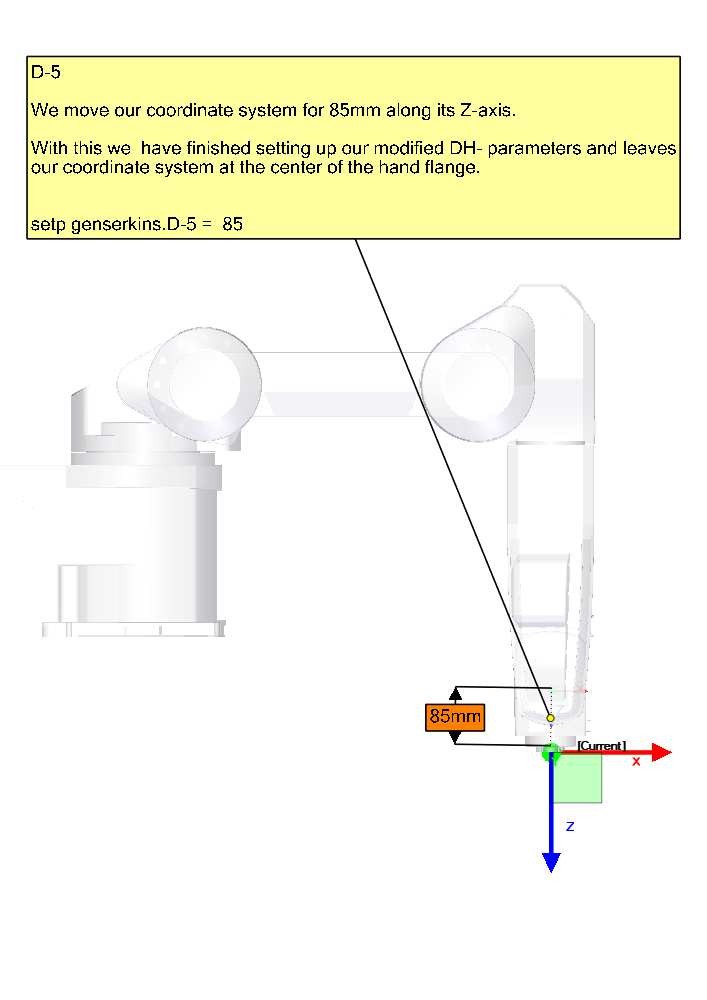 D-5
We move our coordinate system for 85mm along its Z-axis.
With this we  have finished setting up our modified DH- parameters and leaves
our coordinate system at the center of the hand flange.
setp genserkins.D-5 =  85
85mm
[Current]
X
Z